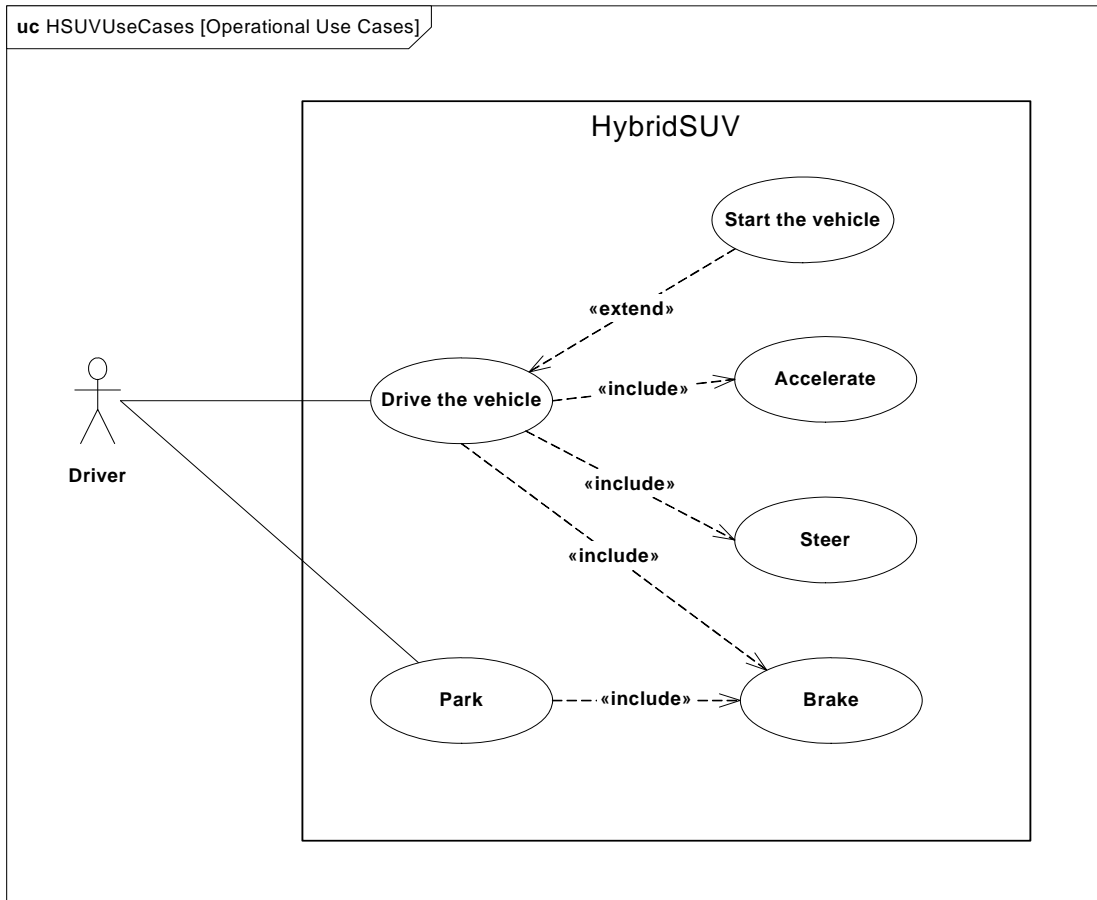 uc HSUVUseCases [Operational Use Cases]
HybridSUV
Start the vehicle
«extend»
Accelerate
Drive the vehicle
«include»
Driver
«include»
Steer
«include»
Park
«include»
Brake